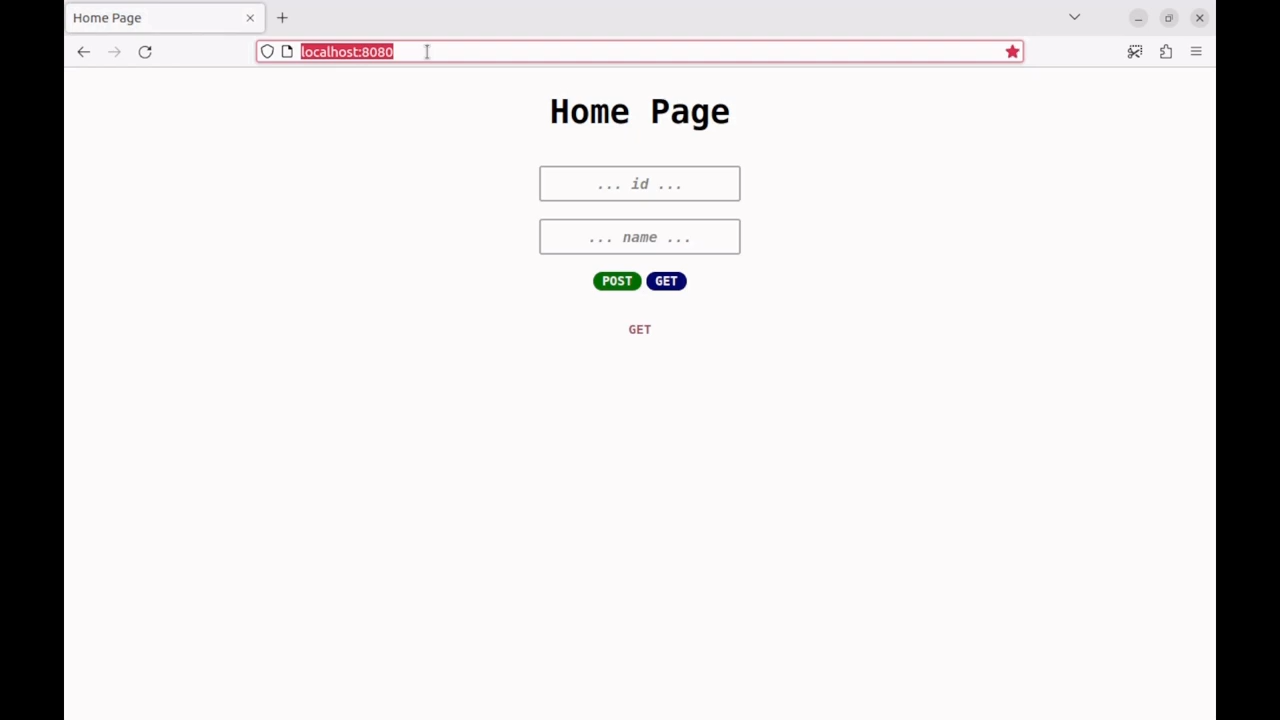 Home Page
localhost:8080
Home Page
... id ...
... name ...
POST GET
GET